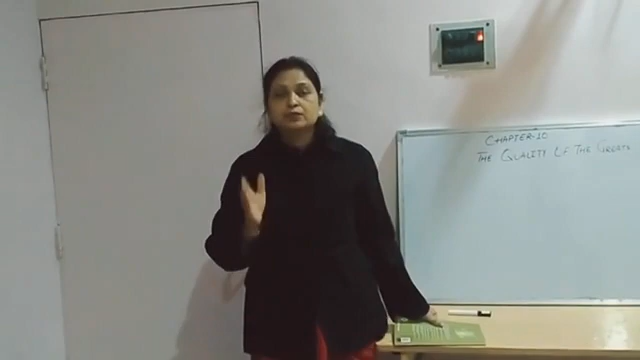 CHAPTER-10
THE QUALITY OF THE